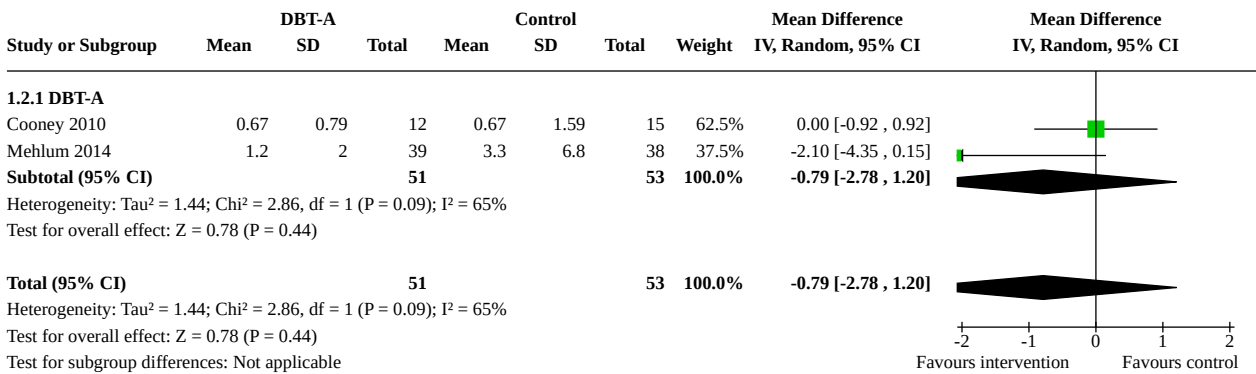 DBT-A Control Mean Difference Mean Difference
Study or Subgroup Mean SD Total Mean SD Total Weight IV, Random, 95% CI IV, Random, 95% CI
1.2.1 DBT-A
Cooney 2010 0.67 0.79 12 0.67 1.59 15 62.5% 0.00 [-0.92 , 0.92]
Mehlum 2014 1.2 2 39 3.3 6.8 38 37.5% -2.10 [-4.35 , 0.15]
Subtotal (95% CI) 51 53 100.0% -0.79 [-2.78 , 1.20]
Heterogeneity: Tau² = 1.44; Chi² = 2.86, df = 1 (P = 0.09); I² = 65%
Test for overall effect: Z = 0.78 (P = 0.44)
Total (95% CI) 51 53 100.0% -0.79 [-2.78 , 1.20]
Heterogeneity: Tau² = 1.44; Chi² = 2.86, df = 1 (P = 0.09); I² = 65%
Test for overall effect: Z = 0.78 (P = 0.44)
-2 -1 0 1 2
Test for subgroup differences: Not applicable Favours intervention Favours control